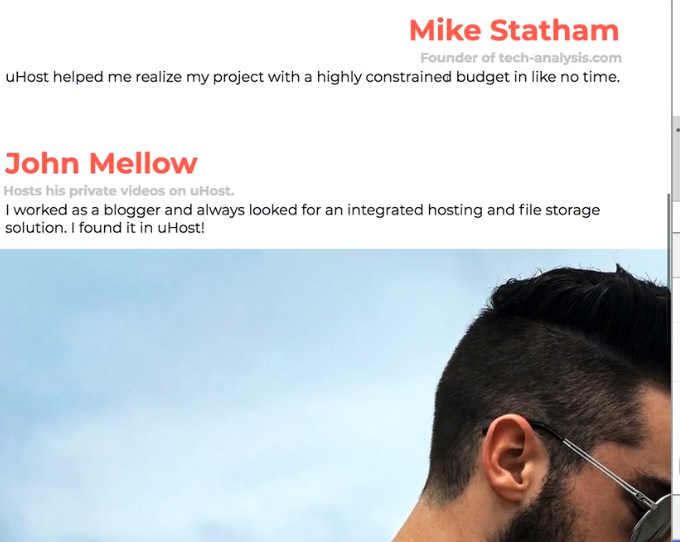 Mike Statham
Founder of tech-analysis.com
uHost helped me realize my project with a highly constrained budget in like no time.
John Mellow
Hosts his private videos on uHost.
I worked as a blogger and always looked for an integrated hosting and file storage
solution. I found it in uHost!